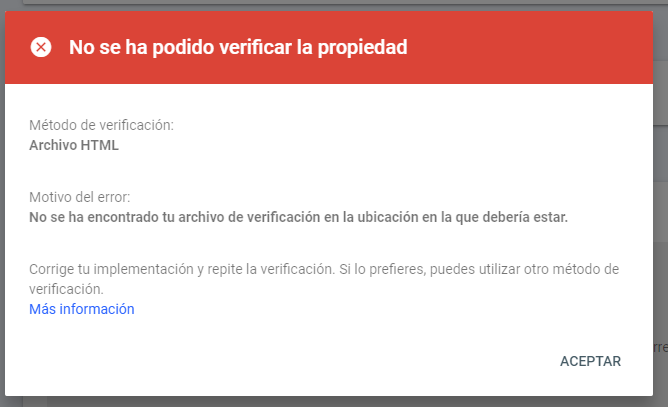 No se ha podido verificar la propiedad
Método de verificación:
Archivo HTML
Motivo del error:
No se ha encontrado tu archivo de verificación en la ubicación en la que debería estar.
Corrige tu implementación y repite la verificación. Si lo prefieres, puedes utilizar otro método de
verificación.
Más información
ACEPTAR